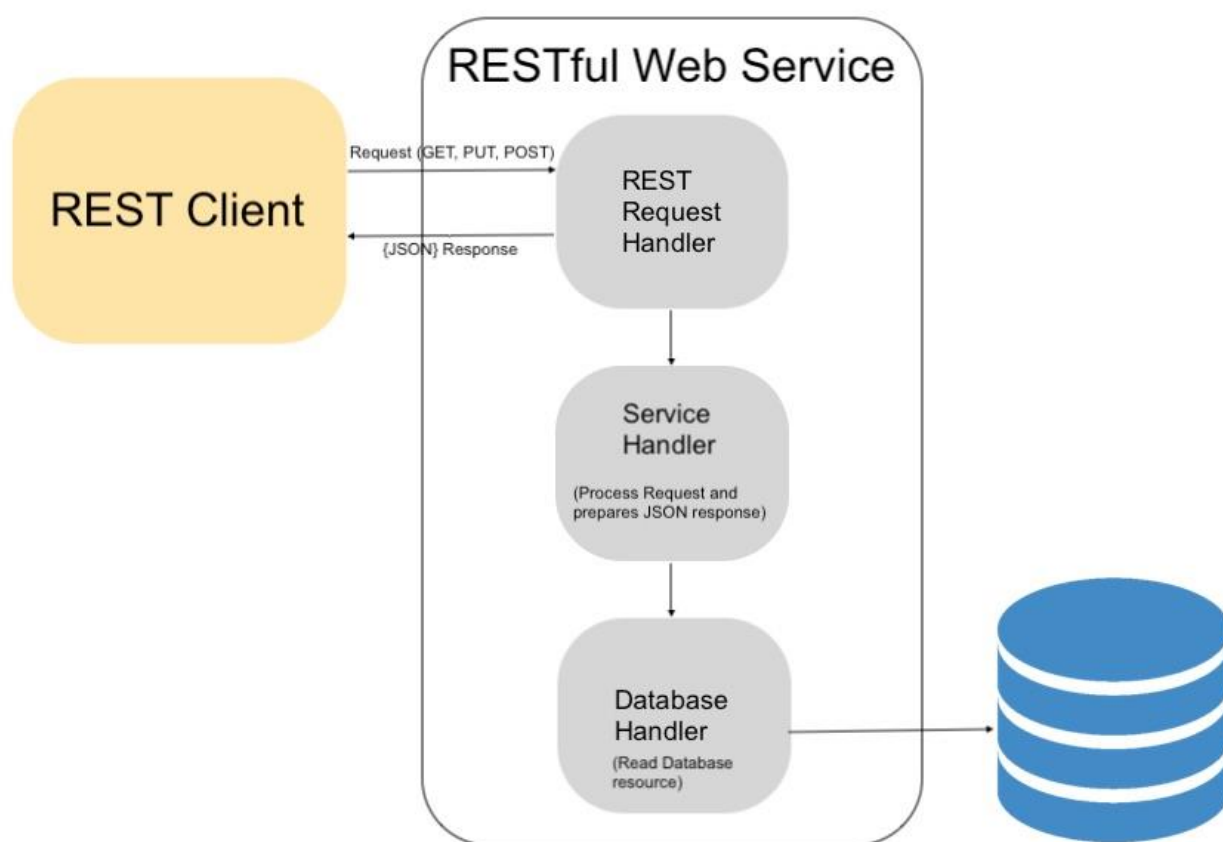 RESTful Web Service
REST Client
Request (GET, PUT, POST)
{JSON} Response
REST
Request
Handler
Service
Handler
(Process Request and
prepares JSON response)
Database
Handler
(Read Database
resource)